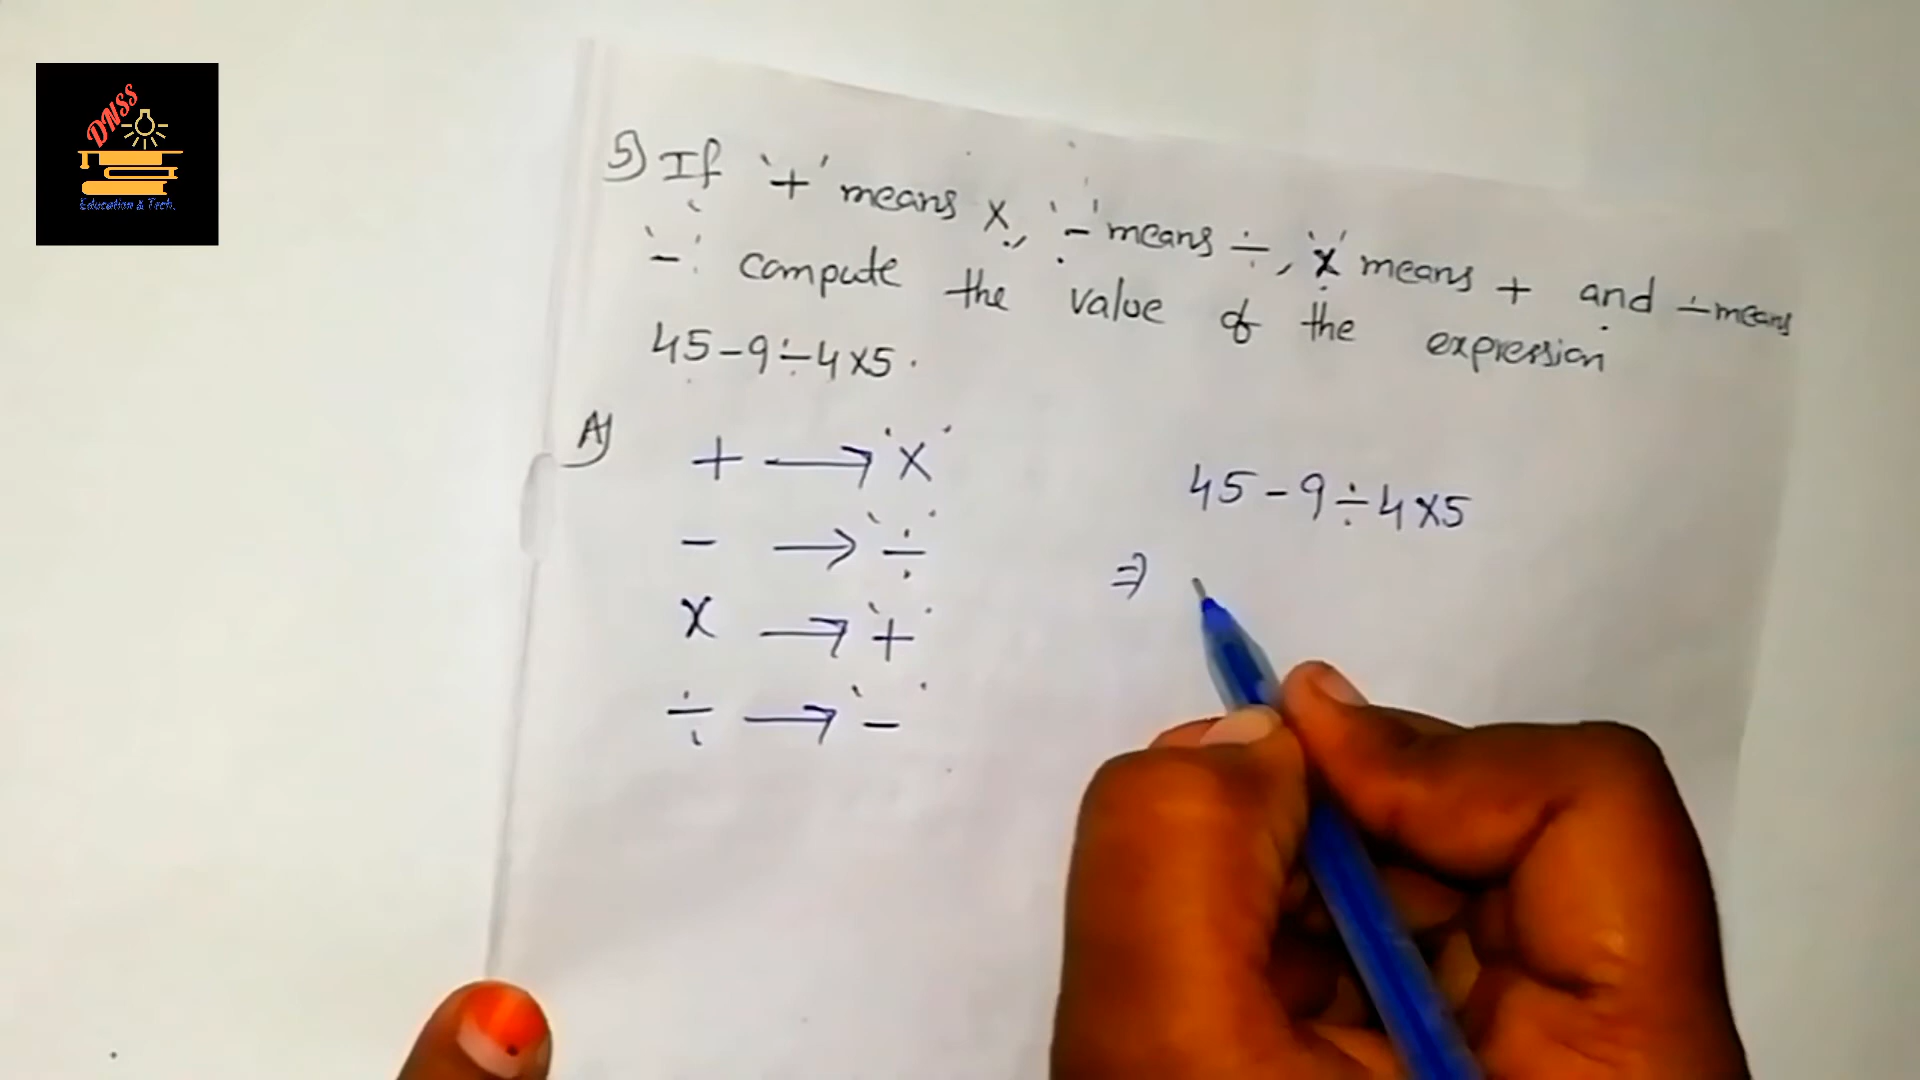 DNSS
Education & Tech.
5) If '+' means x, '-' means ÷, 'x' means + and ÷ means
'-' compute the value of the expression
45-9÷4x5.
A)
+ → 'x'
- → '÷'
x → '+'
÷ → '-'
45-9÷4x5
⇒